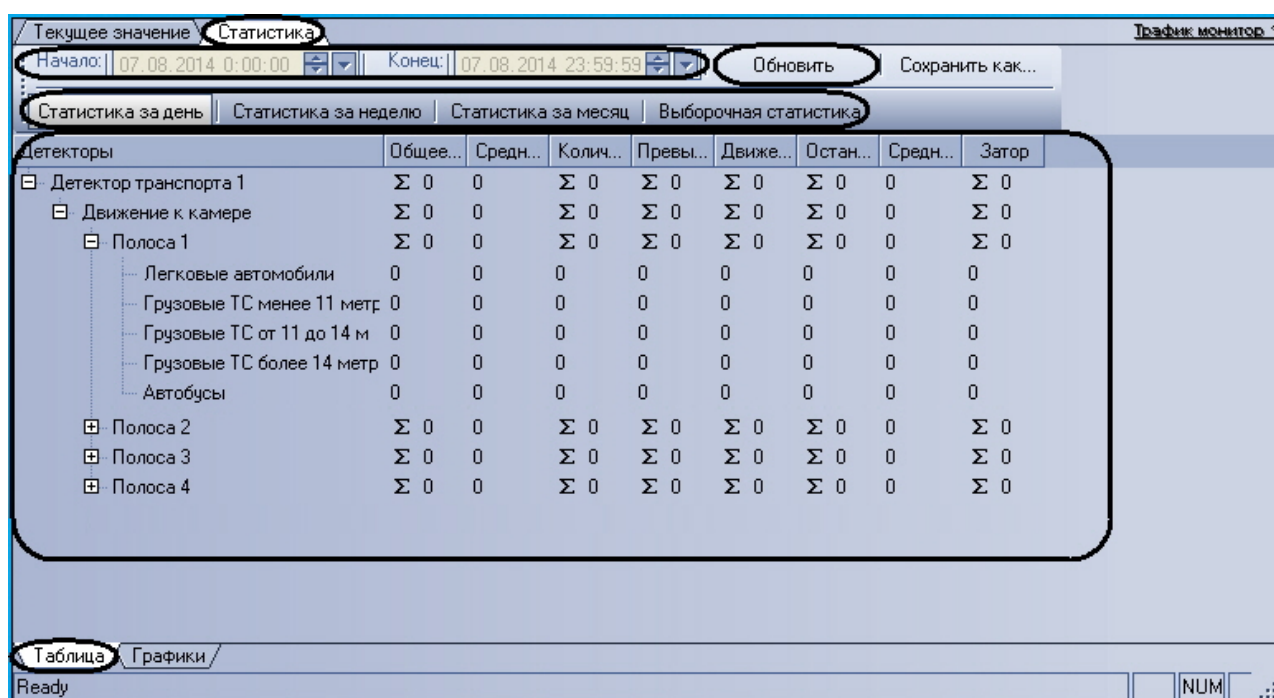 Текущее значение Статистика Трафик монитор 1
Начало: 07.08.2014 0:00:00 Конец: 07.08.2014 23:59:59 Обновить Сохранить как...
Статистика за день Статистика за неделю Статистика за месяц Выборочная статистика
Детекторы Общее... Средн... Колич... Превы... Движе... Остан... Средн... Затор
Детектор транспорта 1 Σ 0 0 Σ 0 Σ 0 Σ 0 Σ 0 0 Σ 0
Движение к камере Σ 0 0 Σ 0 Σ 0 Σ 0 Σ 0 0 Σ 0
Полоса 1 Σ 0 0 Σ 0 Σ 0 Σ 0 Σ 0 0 Σ 0
Легковые автомобили 0 0 0 0 0 0 0 0
Грузовые ТС менее 11 метр 0 0 0 0 0 0 0 0
Грузовые ТС от 11 до 14 м 0 0 0 0 0 0 0 0
Грузовые ТС более 14 метр 0 0 0 0 0 0 0 0
Автобусы 0 0 0 0 0 0 0 0
Полоса 2 Σ 0 0 Σ 0 Σ 0 Σ 0 Σ 0 0 Σ 0
Полоса 3 Σ 0 0 Σ 0 Σ 0 Σ 0 Σ 0 0 Σ 0
Полоса 4 Σ 0 0 Σ 0 Σ 0 Σ 0 Σ 0 0 Σ 0
Таблица Графики
Ready NUM